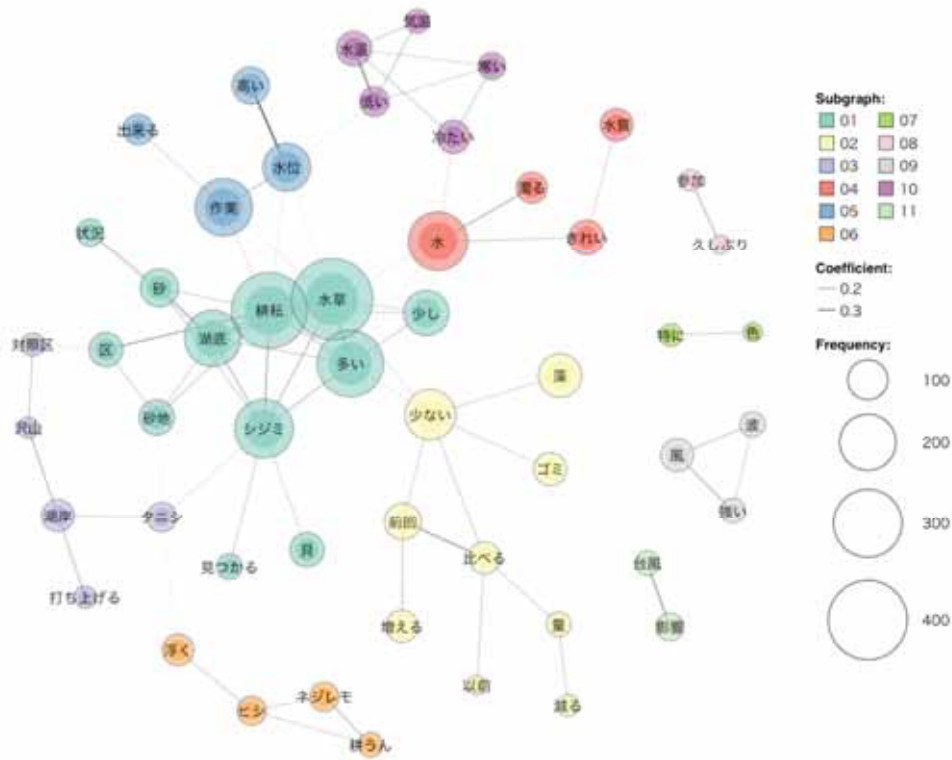 気温
水温
寒い
高い
低い
Subgraph:
01
07
出来る
水質
冷たい
02
08
03
09
水位
04
10
参加
濁る
05
11
作業
06
状況
水
きれい
えじぶり
Coefficient:
砂
0.2
水草
耕耘
0.3
少し
湖底
特に
色
対照区
区
Frequency:
多い
藻
100
砂地
少ない
沢山
シジミ
波
200
風
ゴミ
湖岸
タニシ
前回
強い
300
貝
比べる
見つかる
台風
打ち上げる
増える
量
影響
400
浮く
以前
ネジレモ
減る
ヒシ
耕うん